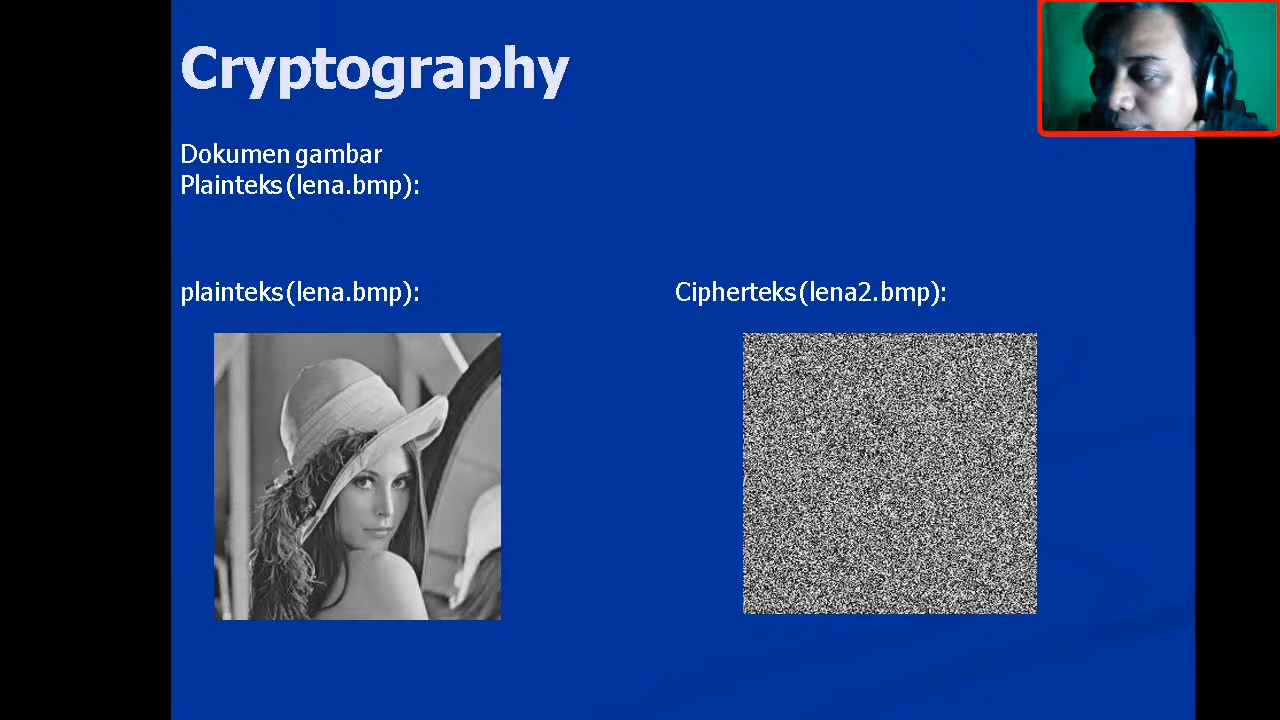 Cryptography
Dokumen gambar
Plainteks (lena.bmp):
plainteks (lena.bmp):
Cipherteks (lena2.bmp):